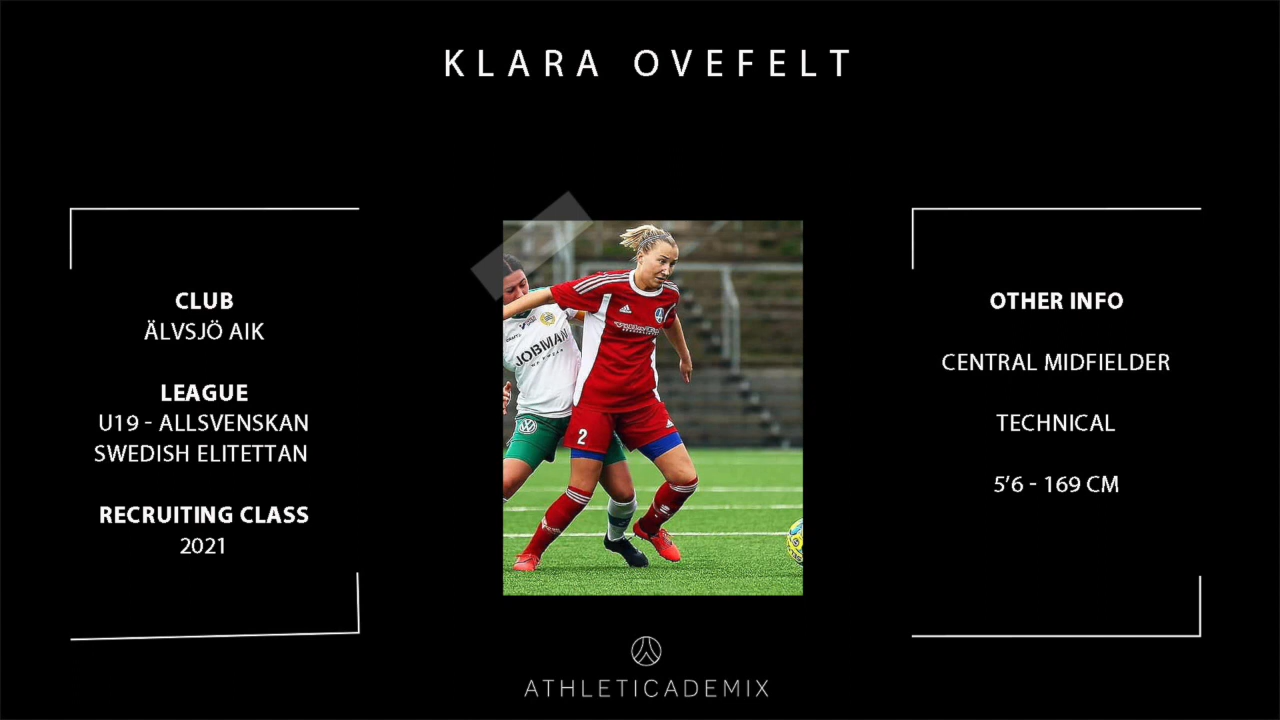 KLARA OVEFELT
CLUB
ÄLVSJÖ AIK
LEAGUE
U19 - ALLSVENSKAN
SWEDISH ELITETTAN
RECRUITING CLASS
2021
JOBMAN
2
OTHER INFO
CENTRAL MIDFIELDER
TECHNICAL
5’6 - 169 CM
ATHLETICADEMIX